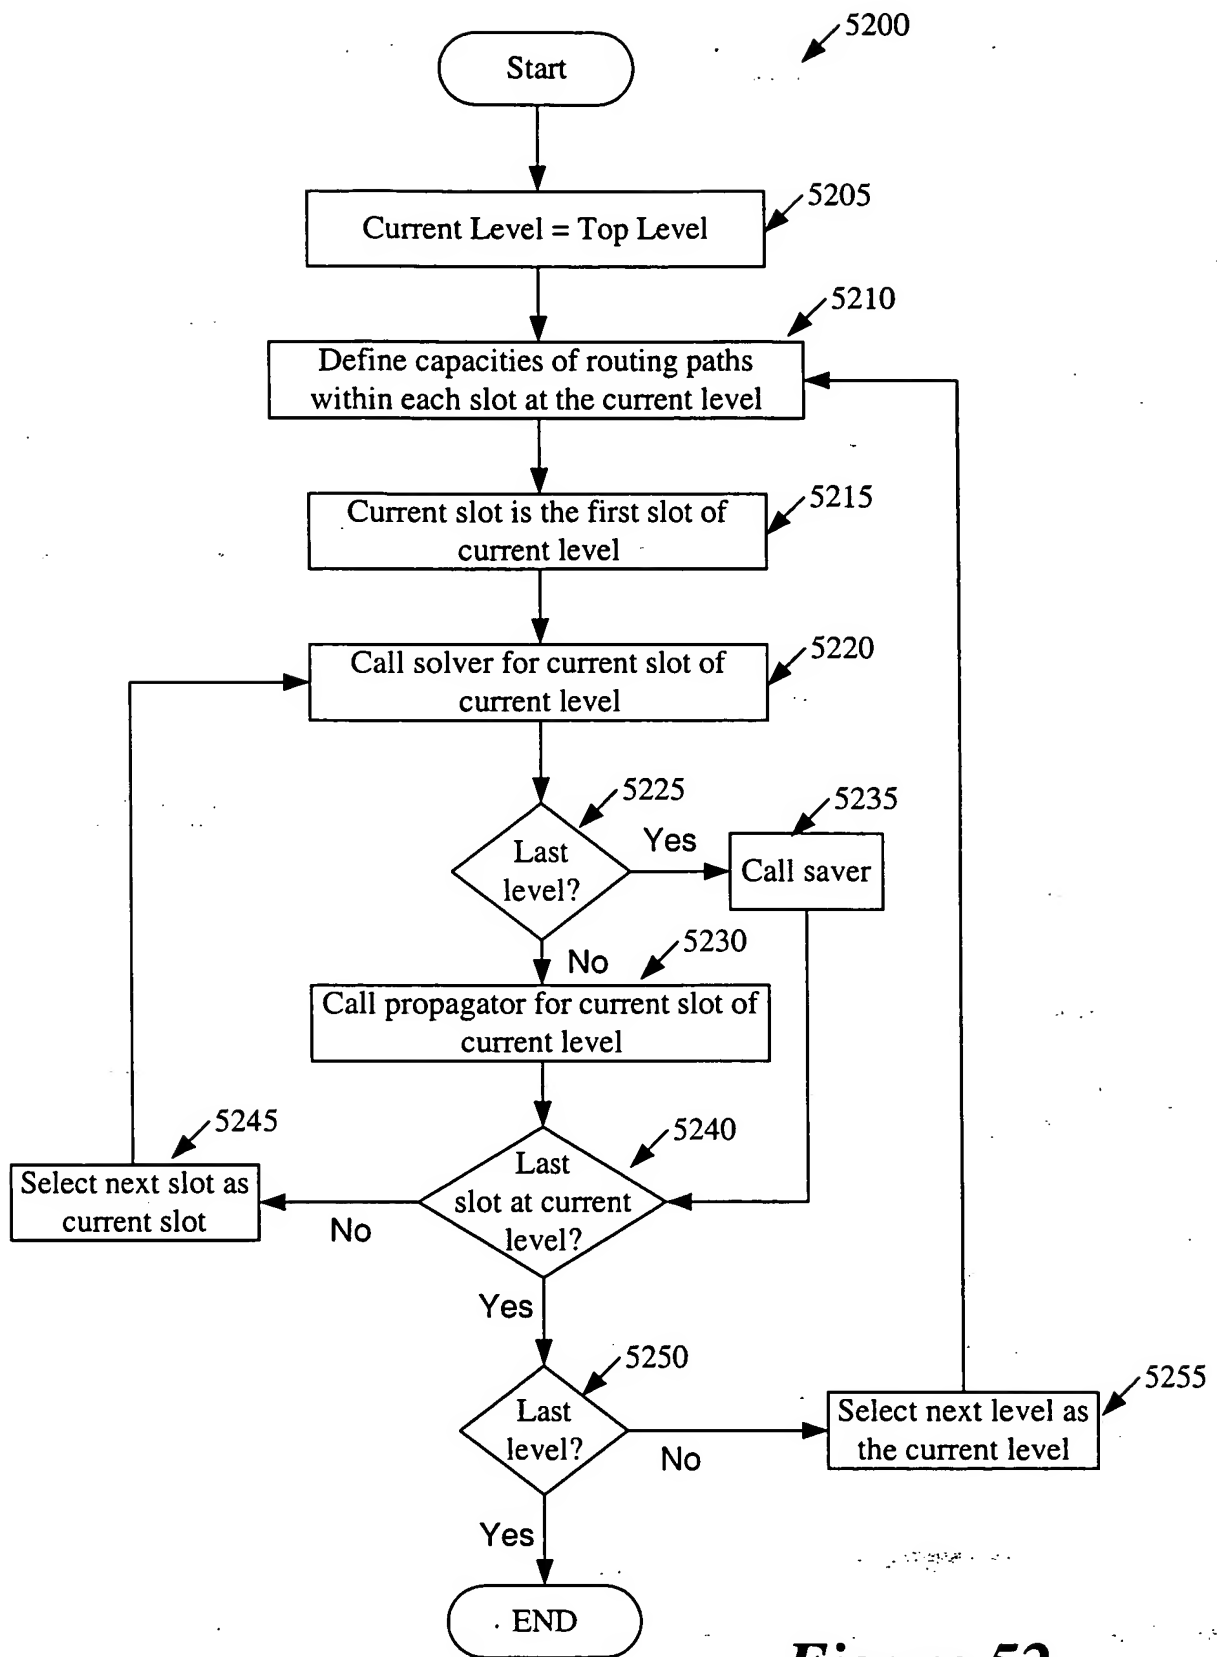 5200
Start
5205
Current Level = Top Level
5210
Define capacities of routing paths
within each slot at the current level
5215
Current slot is the first slot of
current level
5220
Call solver for current slot of
current level
5225
5235
Last
level?
Yes
Call saver
5230
No
Call propagator for current slot of
current level
5245
5240
Select next slot as
current slot
No
Last
slot at current
level?
Yes
5250
5255
Last
level?
No
Select next level as
the current level
Yes
END